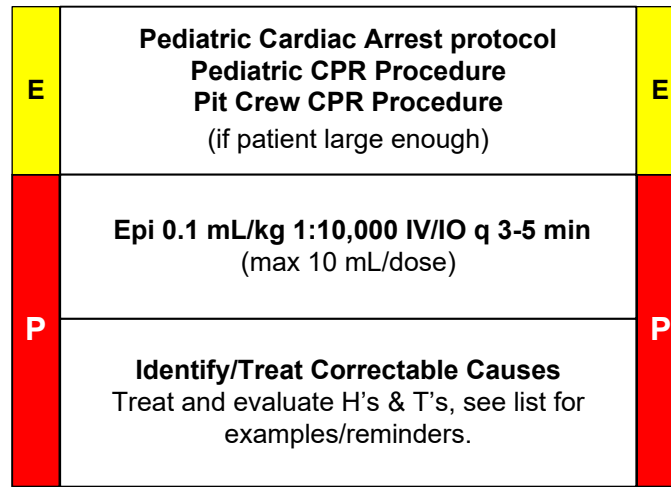 Pediatric Cardiac Arrest protocol
Pediatric CPR Procedure
Pit Crew CPR Procedure
(if patient large enough)
E
E
Epi 0.1 mL/kg 1:10,000 IV/IO q 3-5 min
(max 10 mL/dose)
P
P
Identify/Treat Correctable Causes
Treat and evaluate H's & T's, see list for
examples/reminders.